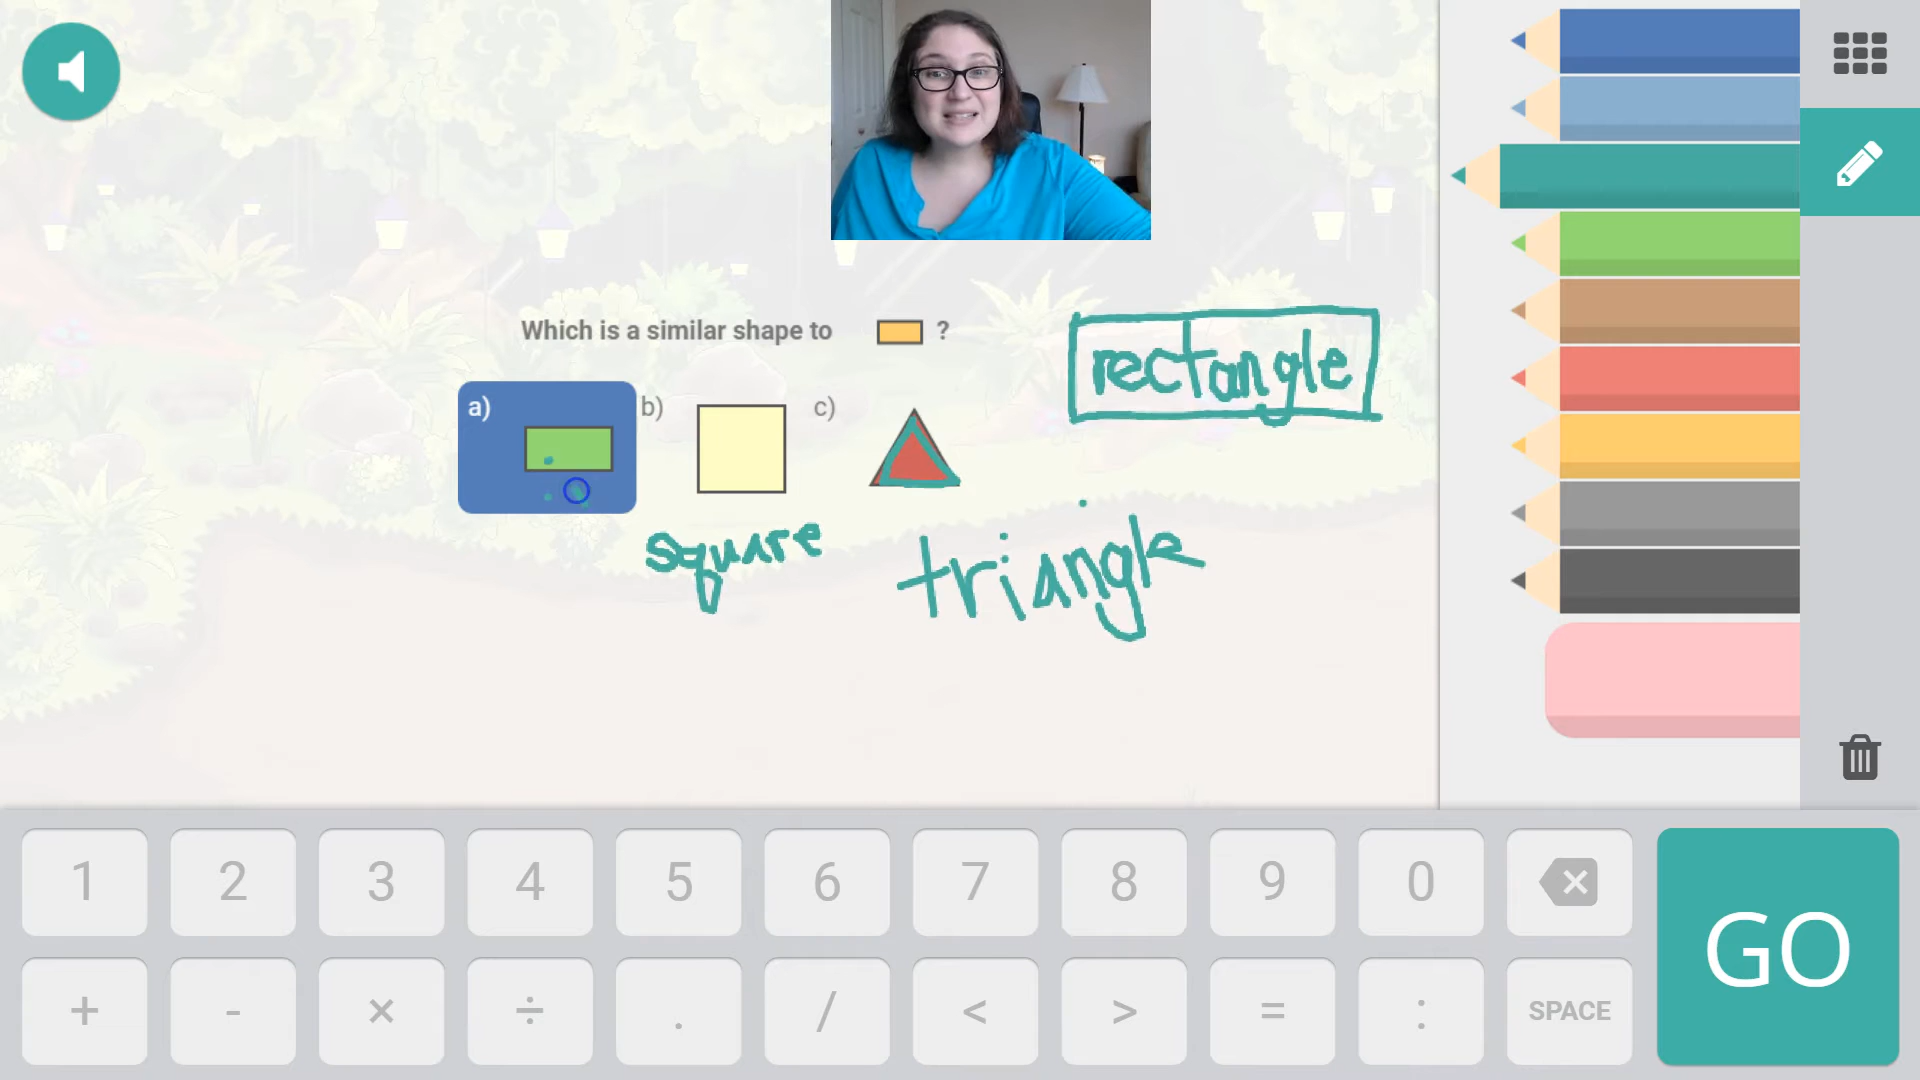 Which is a similar shape to ?
rectangle
a) b) c)
square
triangle
1 2 3 4 5 6 7 8 9 0
+ - × ÷ . / < > = : SPACE
GO